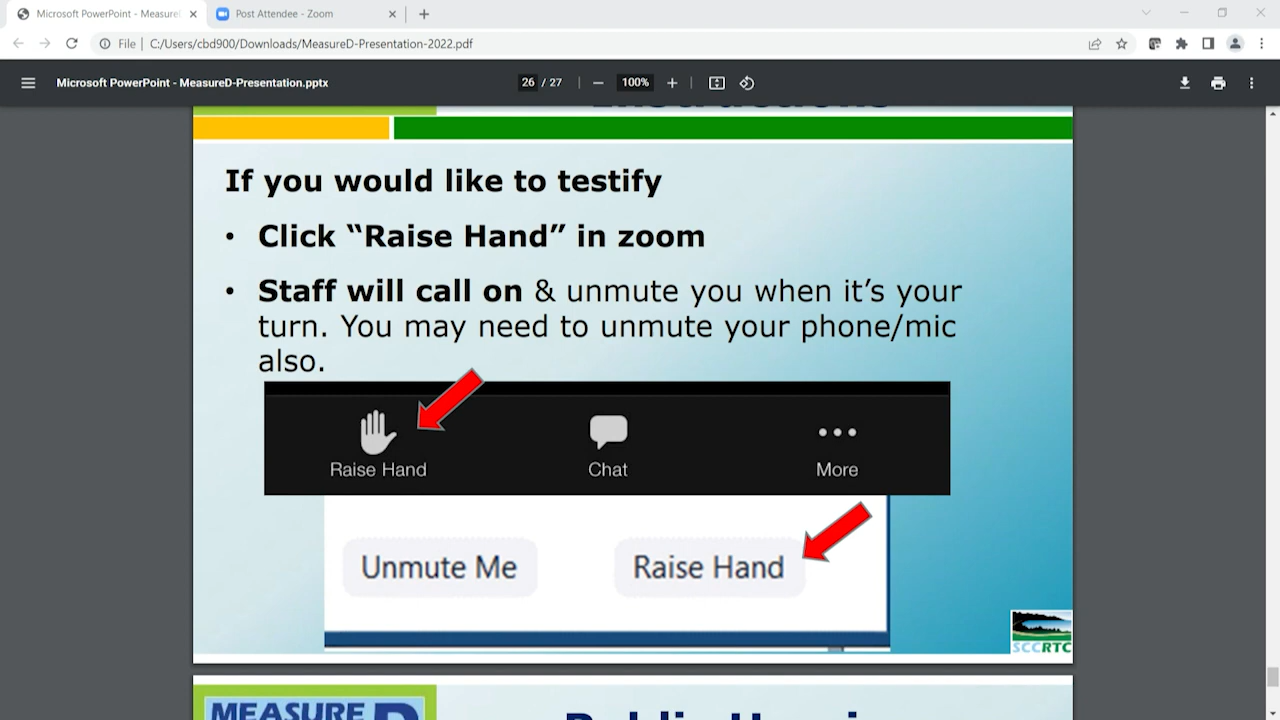 Microsoft PowerPoint - Measure
Post Attendee - Zoom
File
C:/Users/cbd900/Downloads/MeasureD-Presentation-2022.pdf
Microsoft PowerPoint - MeasureD-Presentation.pptx
26 / 27
100%
If you would like to testify
• Click “Raise Hand” in zoom
• Staff will call on & unmute you when it’s your
turn. You may need to unmute your phone/mic
also.
Raise Hand
Chat
More
Unmute Me
Raise Hand
SCCRTC
MEASURE D